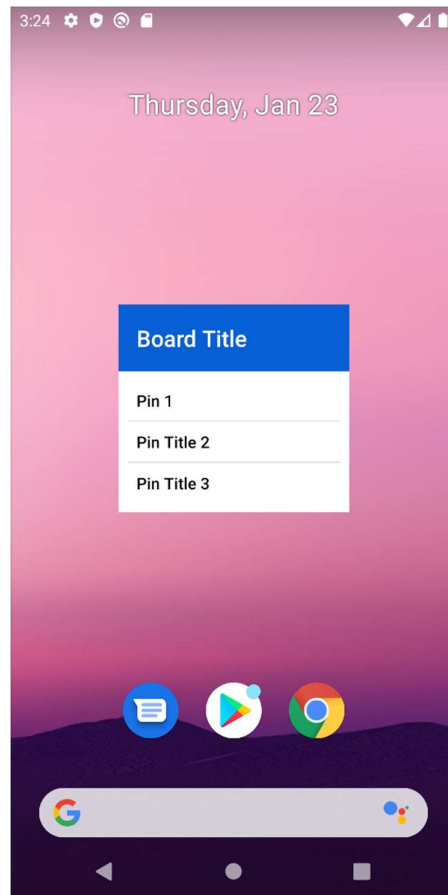 3:24
Thursday, Jan 23
Board Title
Pin 1
Pin Title 2
Pin Title 3